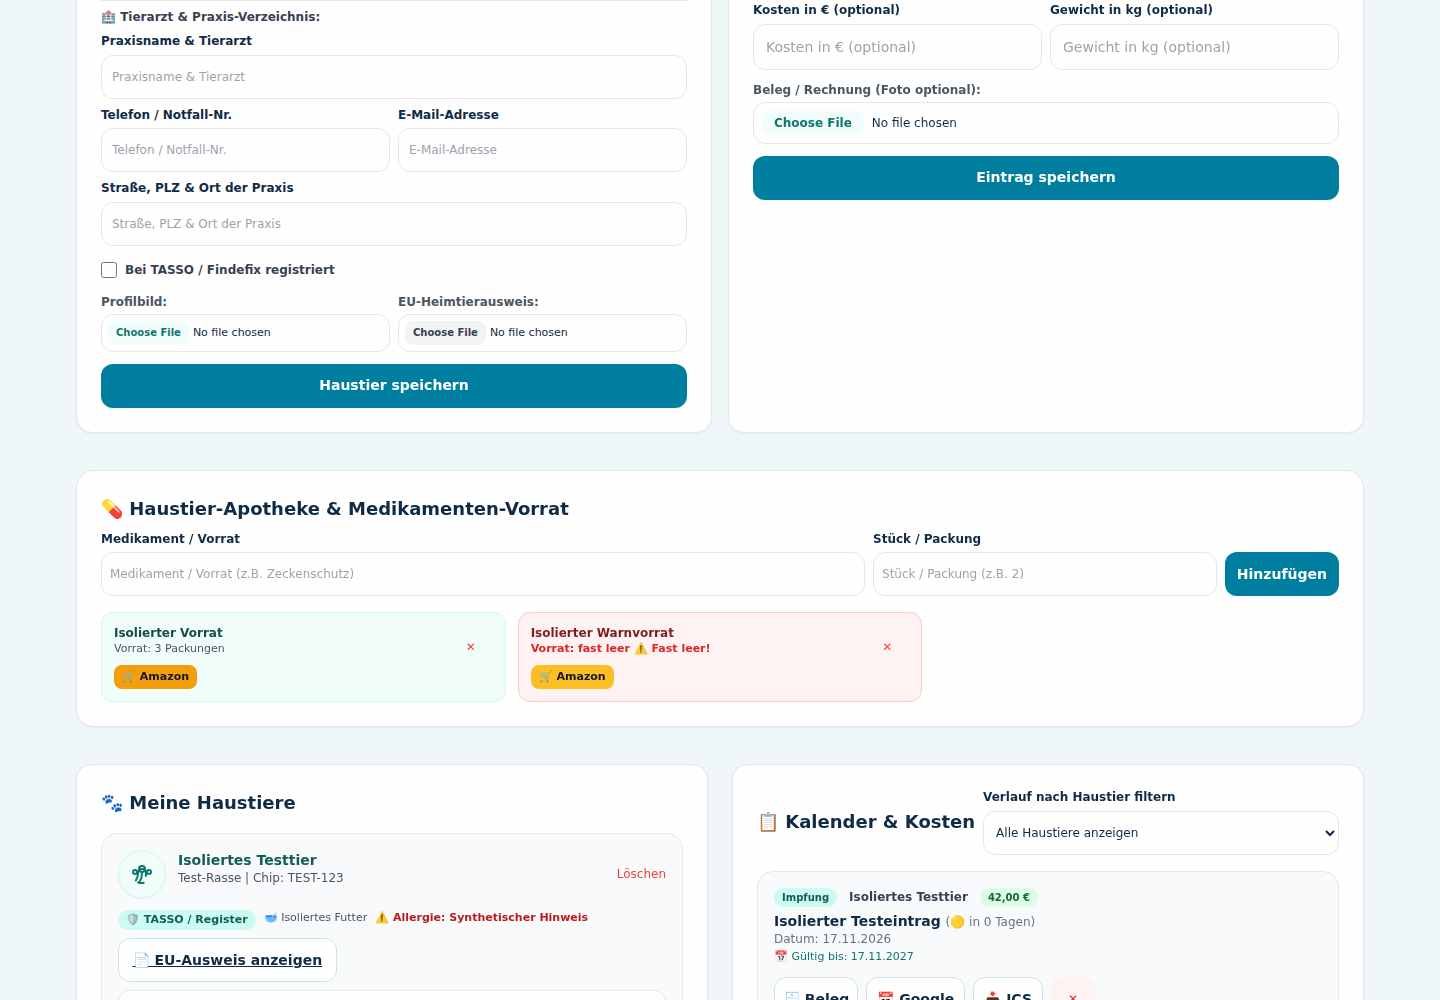 🏥 Tierarzt & Praxis-Verzeichnis:
Praxisname & Tierarzt
Praxisname & Tierarzt
Telefon / Notfall-Nr.
E-Mail-Adresse
Telefon / Notfall-Nr.
E-Mail-Adresse
Straße, PLZ & Ort der Praxis
Straße, PLZ & Ort der Praxis
Bei TASSO / Findefix registriert
Profilbild:
EU-Heimtierausweis:
Choose File No file chosen
Choose File No file chosen
Haustier speichern
Kosten in € (optional)
Gewicht in kg (optional)
Kosten in € (optional)
Gewicht in kg (optional)
Beleg / Rechnung (Foto optional):
Choose File No file chosen
Eintrag speichern
💊 Haustier-Apotheke & Medikamenten-Vorrat
Medikament / Vorrat
Stück / Packung
Medikament / Vorrat (z.B. Zeckenschutz)
Stück / Packung (z.B. 2)
Hinzufügen
Isolierter Vorrat
Vorrat: 3 Packungen
×
🛒 Amazon
Isolierter Warnvorrat
Vorrat: fast leer ⚠️ Fast leer!
×
🛒 Amazon
🐾 Meine Haustiere
Isoliertes Testtier
Test-Rasse | Chip: TEST-123
Löschen
🛡️ TASSO / Register 🥣 Isoliertes Futter ⚠️ Allergie: Synthetischer Hinweis
📄 EU-Ausweis anzeigen
📋 Kalender & Kosten
Verlauf nach Haustier filtern
Alle Haustiere anzeigen
Impfung Isoliertes Testtier 42,00 €
Isolierter Testeintrag (🟡 in 0 Tagen)
Datum: 17.11.2026
📅 Gültig bis: 17.11.2027
🧾 Beleg 📅 Google 📥 ICS ×